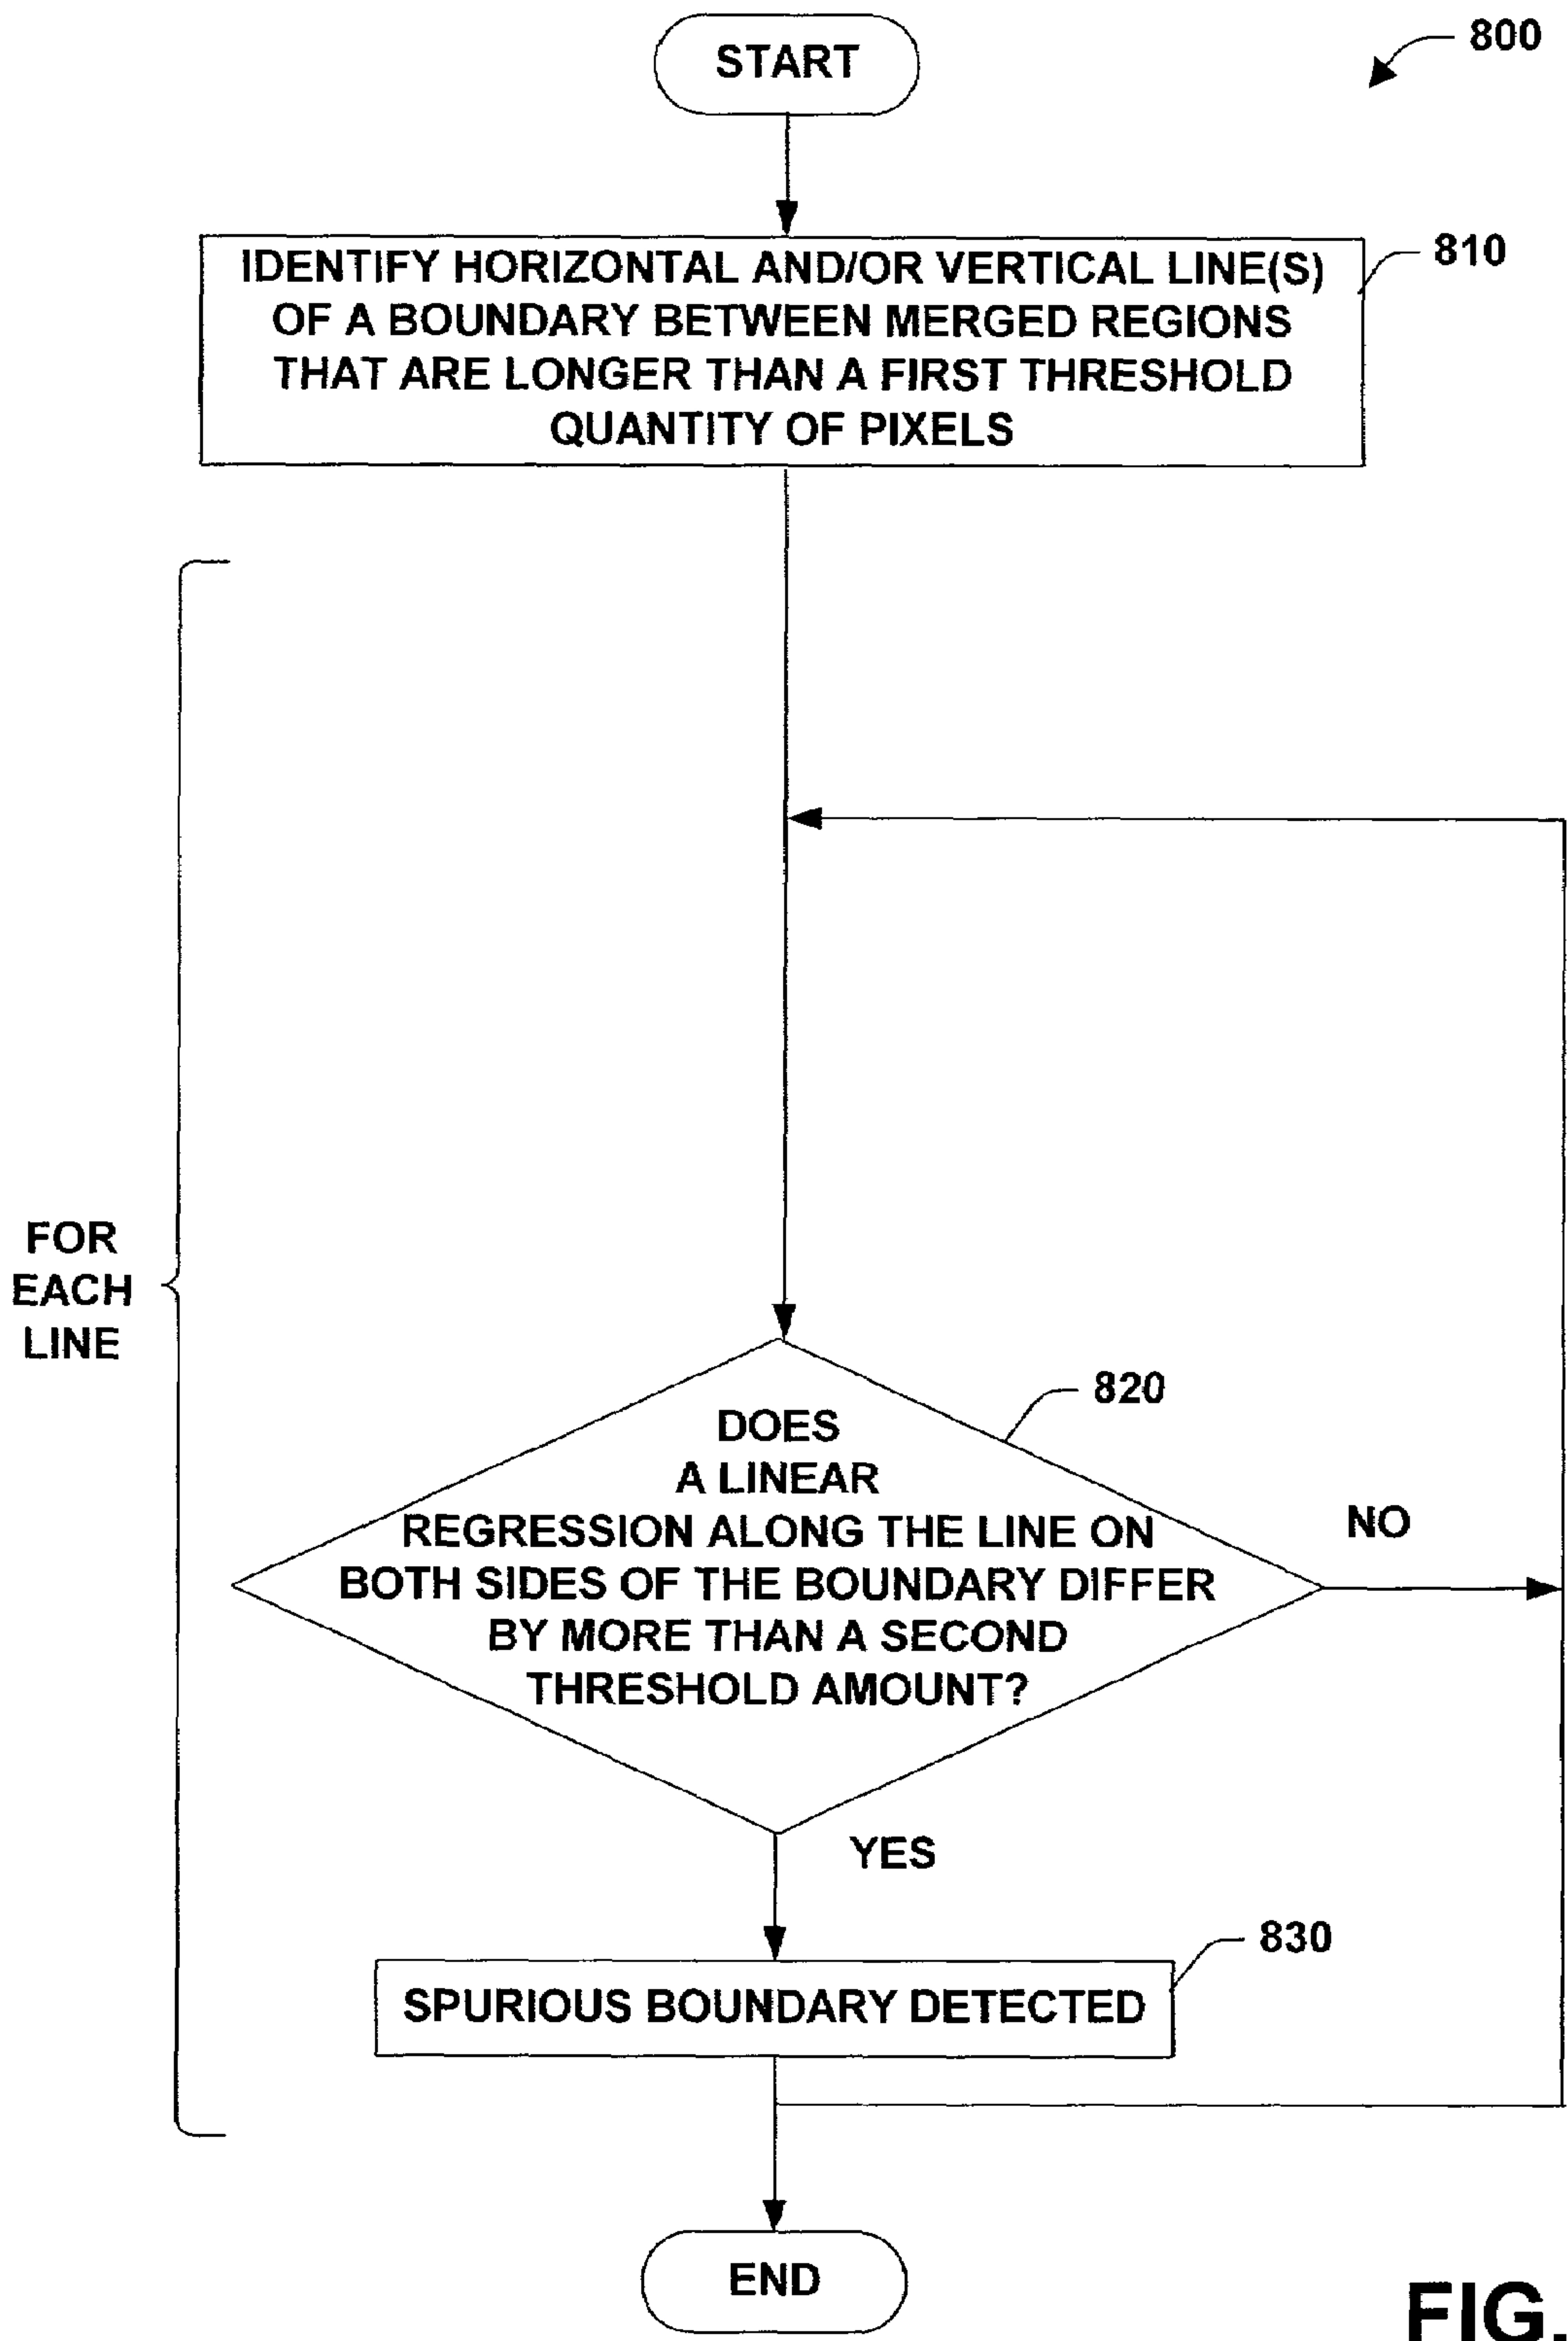 START
800
IDENTIFY HORIZONTAL AND/OR VERTICAL LINE(S)
OF A BOUNDARY BETWEEN MERGED REGIONS
THAT ARE LONGER THAN A FIRST THRESHOLD
QUANTITY OF PIXELS
810
FOR
EACH
LINE
820
DOES
A LINEAR
REGRESSION ALONG THE LINE ON
BOTH SIDES OF THE BOUNDARY DIFFER
BY MORE THAN A SECOND
THRESHOLD AMOUNT?
NO
YES
830
SPURIOUS BOUNDARY DETECTED
END
FIG.